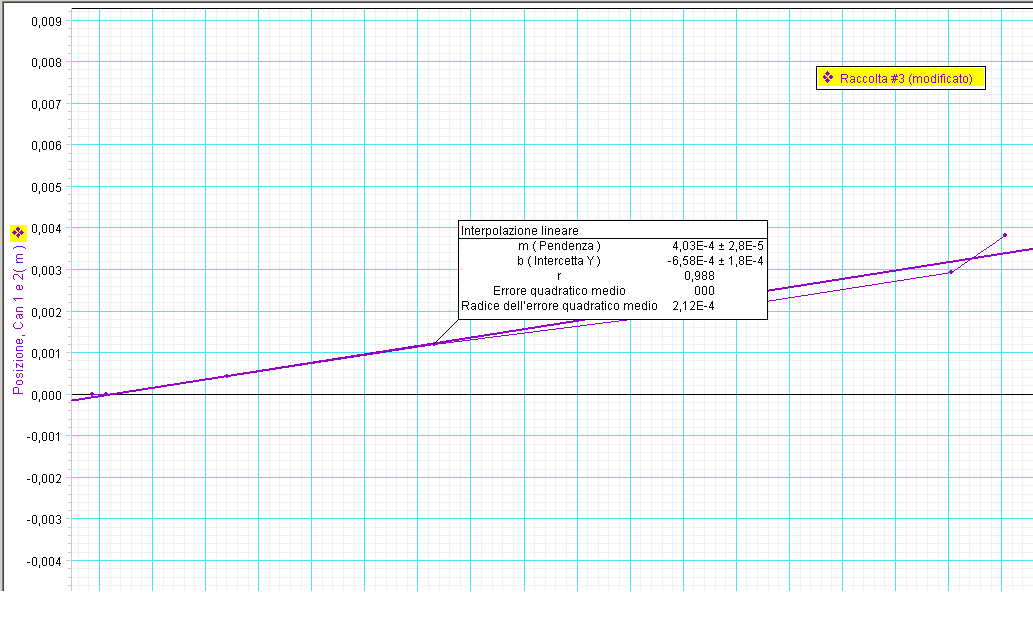 0,009
0,008
Raccolta #3 (modificato)
0,007
0,006
0,005
0,004
0,003
0,002
0,001
0,000
-0,001
-0,002
-0,003
-0,004
Posizione, Can 1 e 2( m )
Interpolazione lineare
m ( Pendenza ) 4,03E-4 ± 2,8E-5
b ( Intercetta Y ) -6,58E-4 ± 1,8E-4
r 0,988
Errore quadratico medio 000
Radice dell'errore quadratico medio 2,12E-4